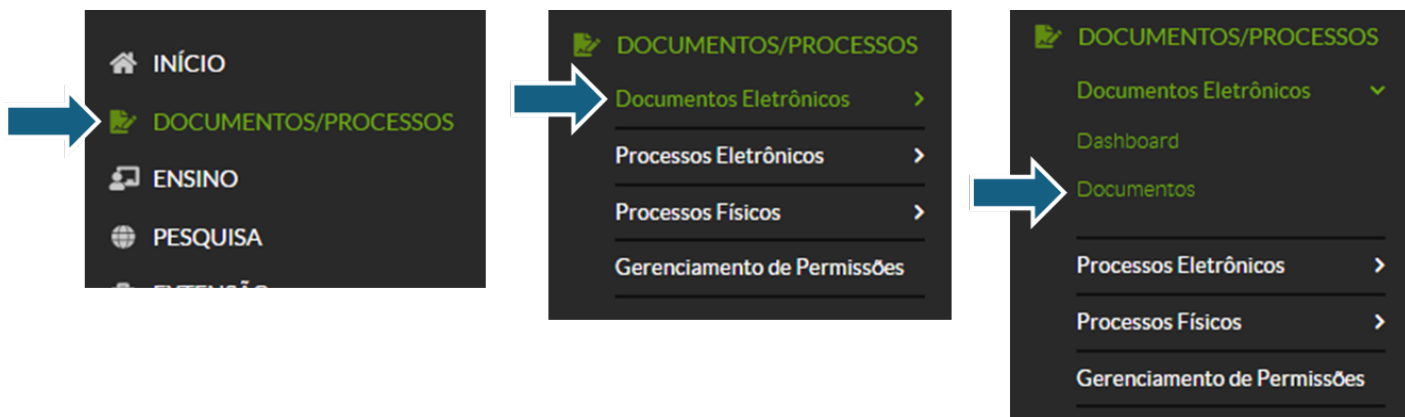 INÍCIO
DOCUMENTOS/PROCESSOS
ENSINO
PESQUISA
DOCUMENTOS/PROCESSOS
Documentos Eletrônicos
Processos Eletrônicos
Processos Físicos
Gerenciamento de Permissões
DOCUMENTOS/PROCESSOS
Documentos Eletrônicos
Dashboard
Documentos
Processos Eletrônicos
Processos Físicos
Gerenciamento de Permissões